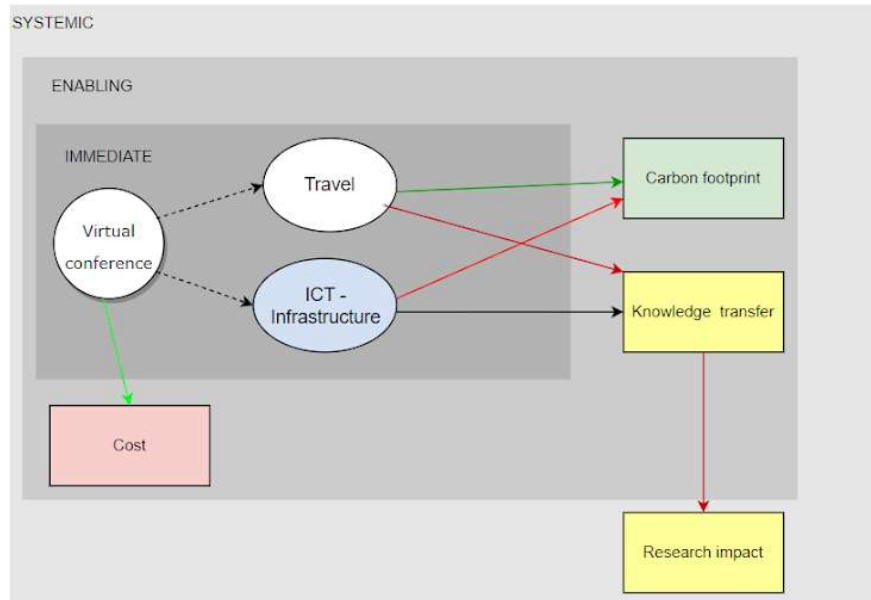 SYSTEMIC
ENABLING
IMMEDIATE
Travel
Carbon footprint
Virtual
conference
ICT -
Infrastructure
Knowledge transfer
Cost
Research impact